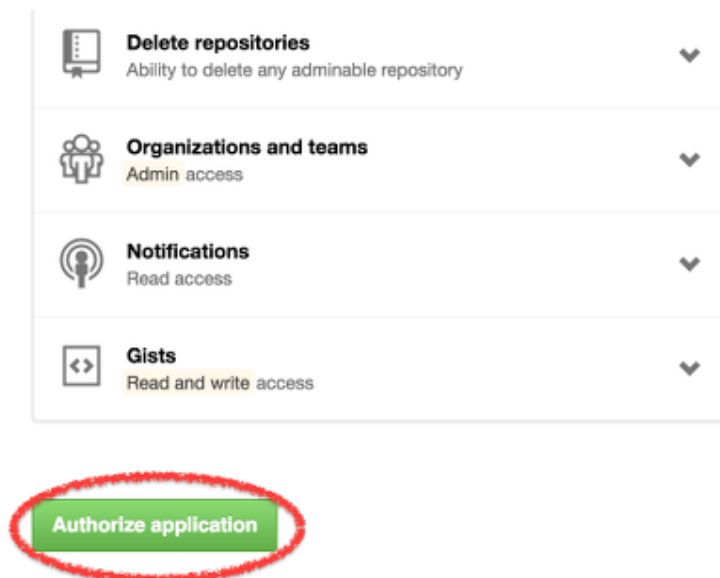 Delete repositories
Ability to delete any adminable repository
Organizations and teams
Admin access
Notifications
Read access
Gists
Read and write access
Authorize application